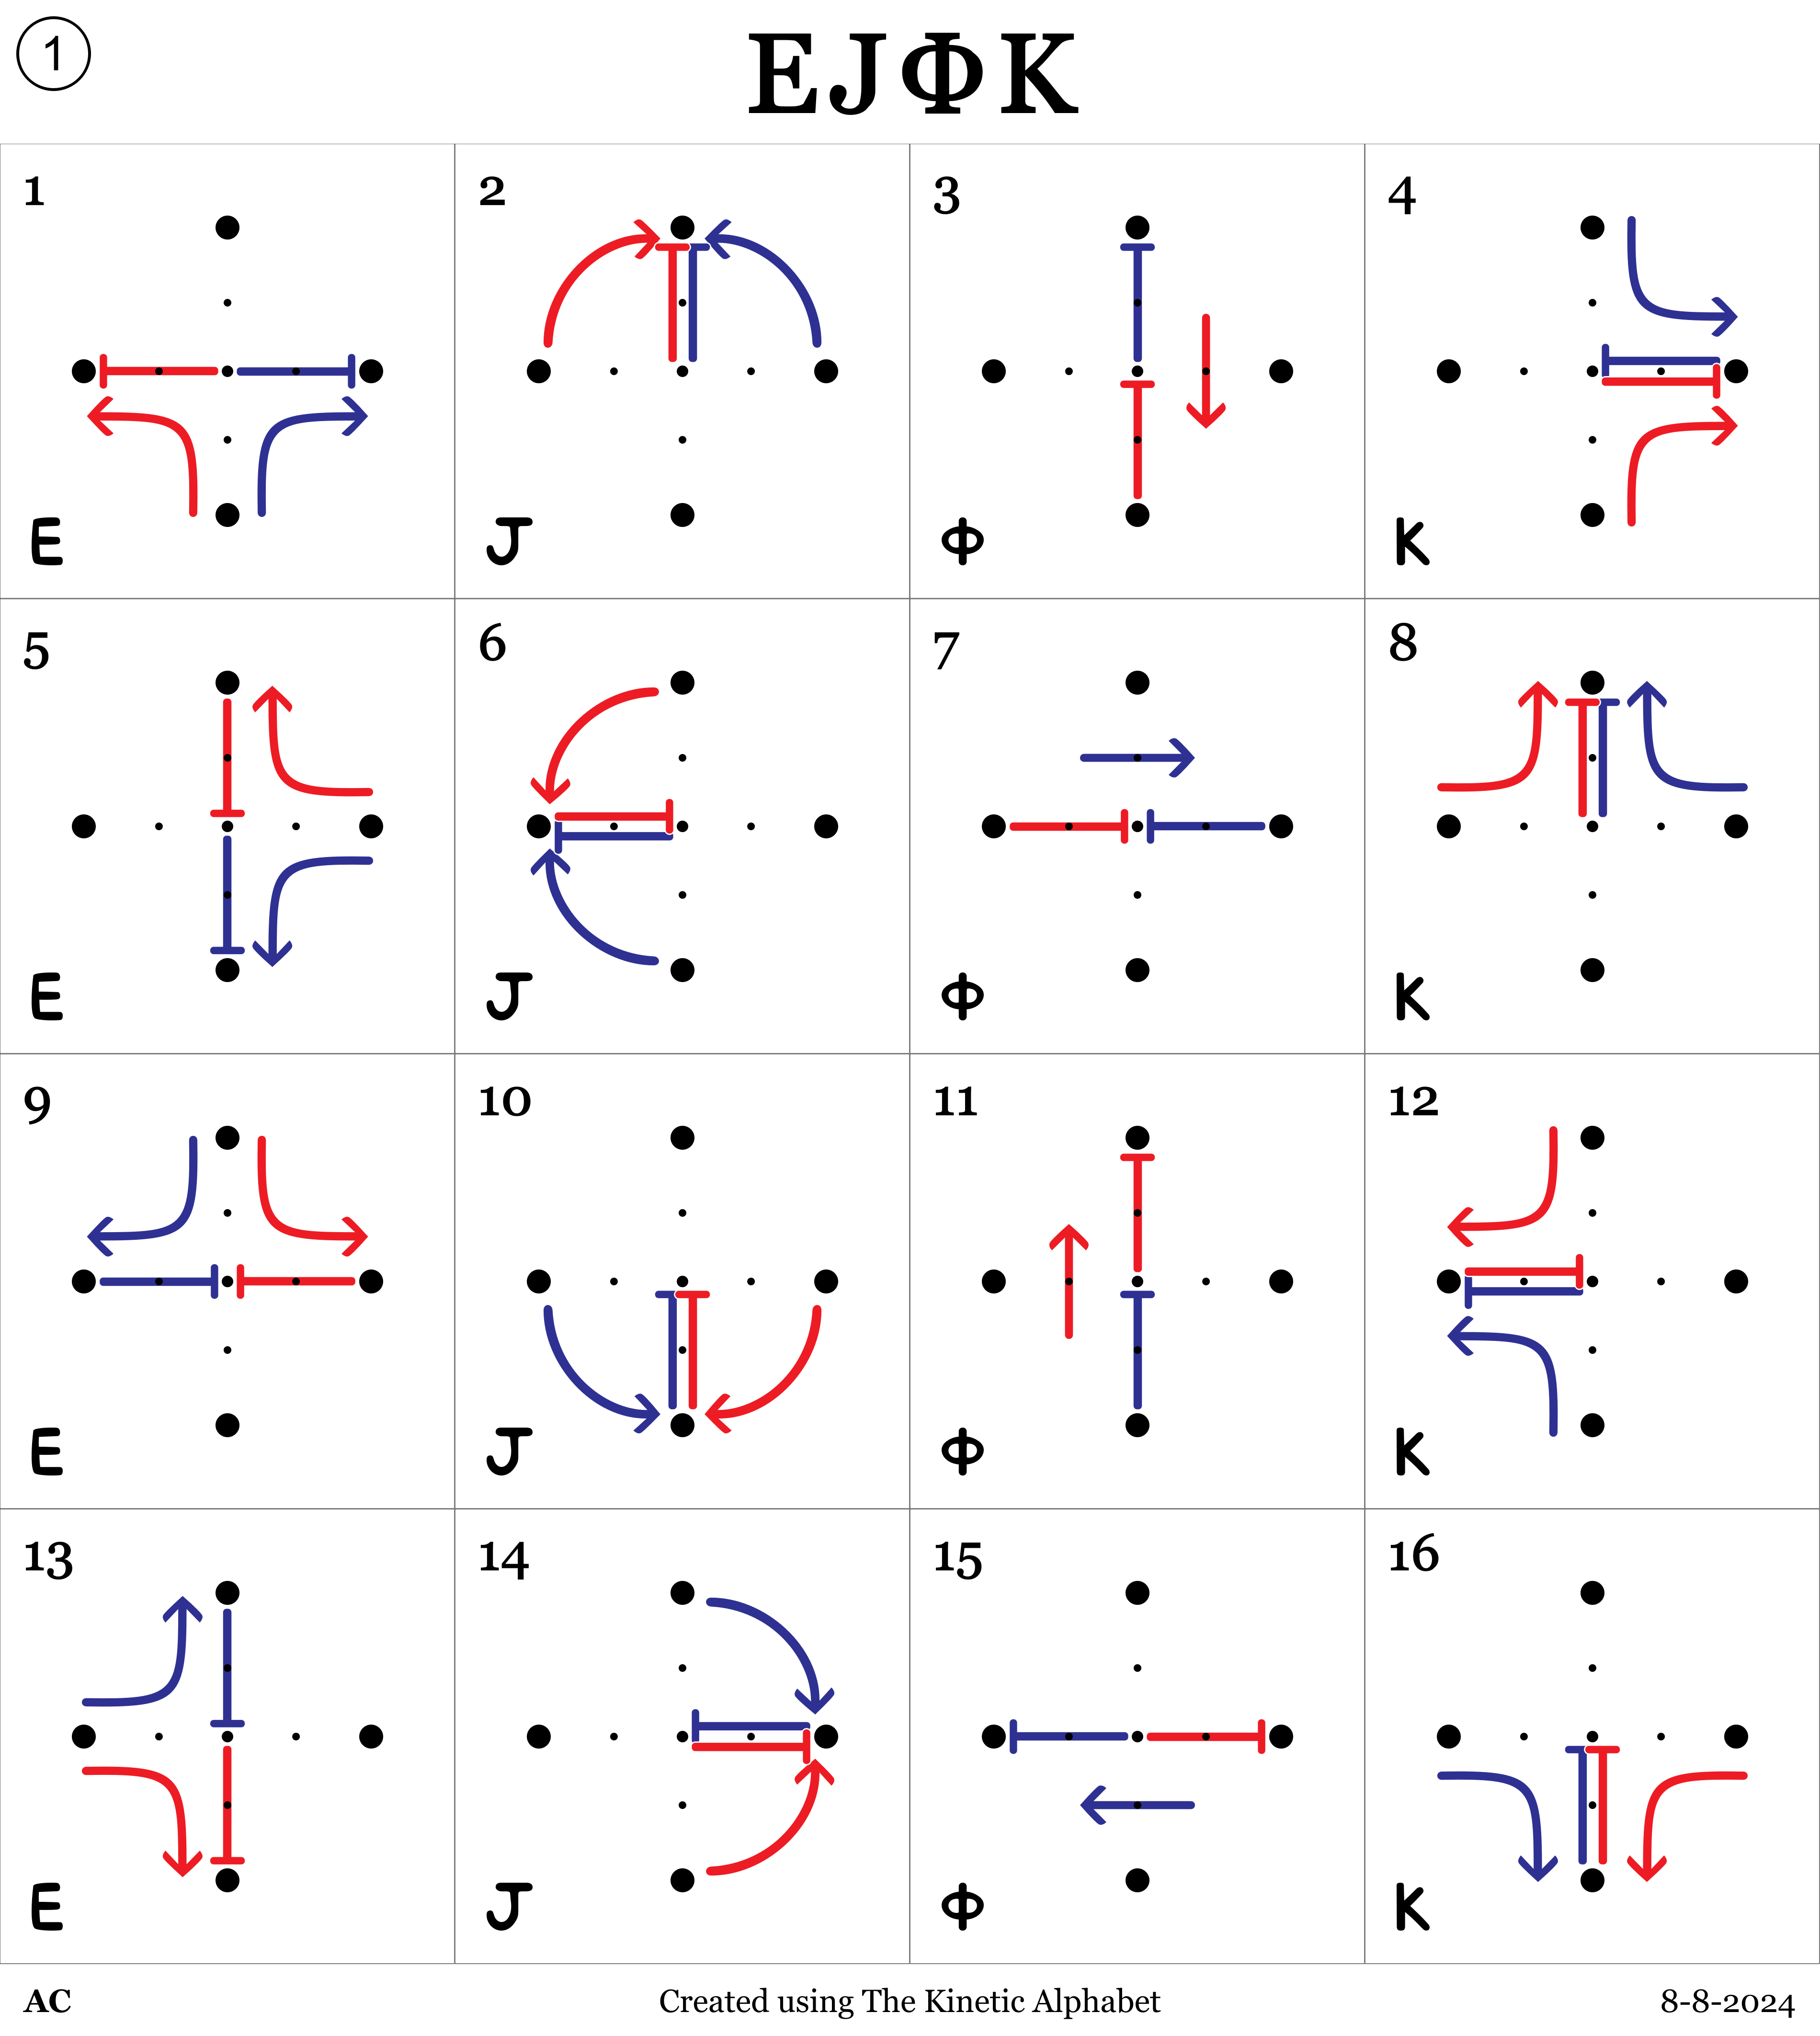 1
EJΦK
1 2 3 4
E J Φ K
5 6 7 8
E J Φ K
9 10 11 12
E J Φ K
13 14 15 16
E J Φ K
AC Created using The Kinetic Alphabet 8-8-2024